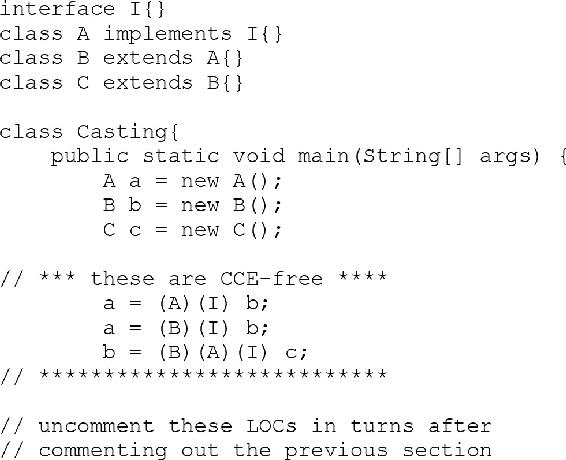 interface I{}
class A implements I{}
class B extends A{}
class C extends B{}

class Casting{
    public static void main(String[] args) {
        A a = new A();
        B b = new B();
        C c = new C();

// *** these are CCE-free ****
        a = (A)(I) b;
        a = (B)(I) b;
        b = (B)(A)(I) c;
// ***************************

// uncomment these LOCs in turns after
// commenting out the previous section